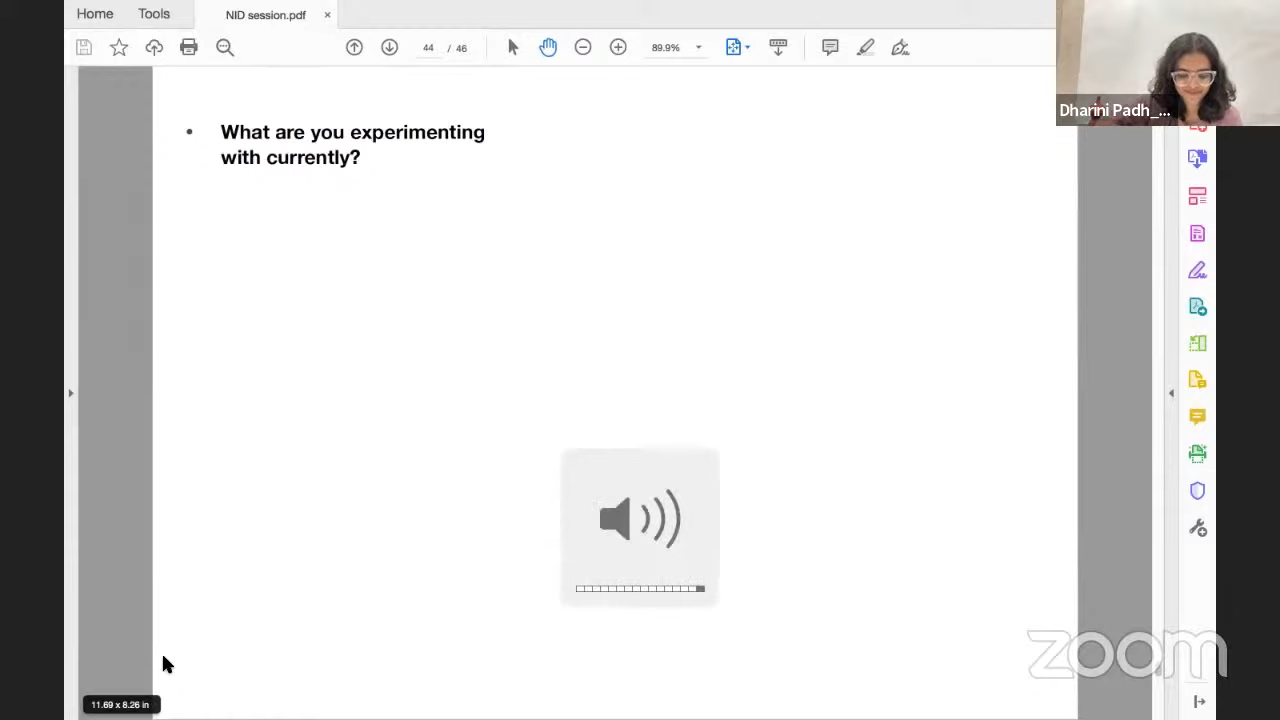 Home Tools NID session.pdf ×
44 / 46 89.9%
Dharini Padh_...
• What are you experimenting
with currently?
zoom
11.69 x 8.26 in